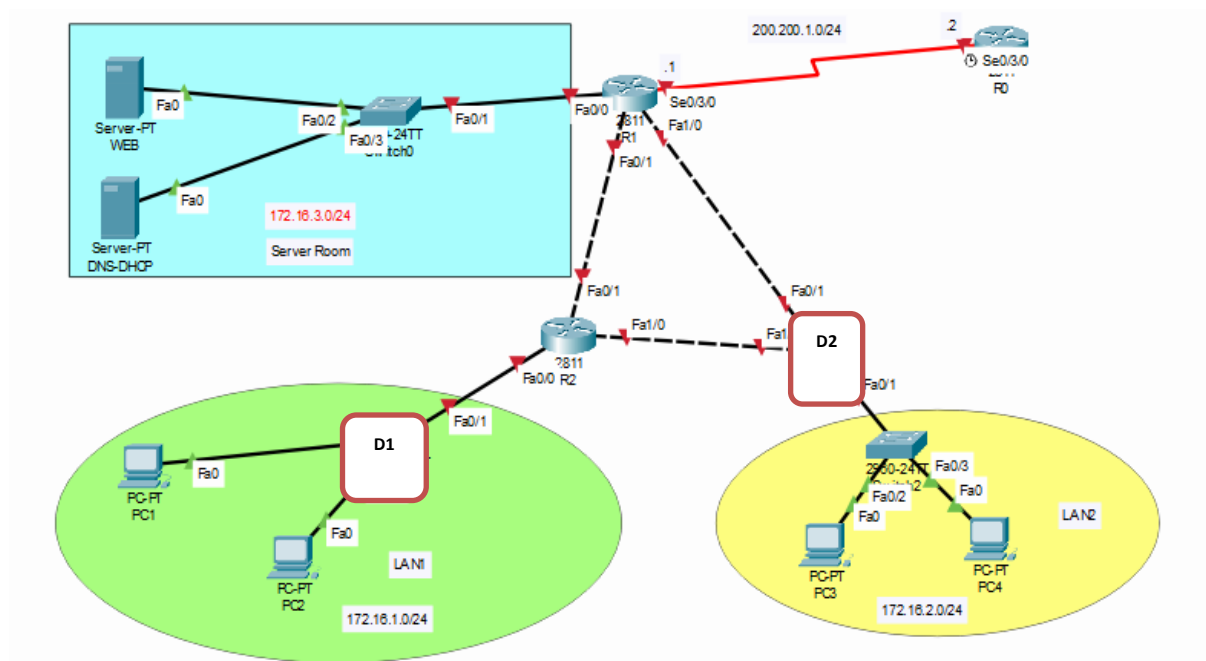 200.200.1.0/24
.2
Se0/3/0
R0
.1
Se0/3/0
Fa0/0
2811
R1
Fa1/0
Fa0/1
Fa0
Server-PT
WEB
Fa0/2
Fa0/3
-24TT
Fa0/1
Fa0
Server-PT
DNS-DHCP
172.16.3.0/24
Server Room
Fa0/1
Fa0/1
Fa1/0
D2
2811
R2
Fa0/0
Fa0/1
Fa0/1
D1
Fa0
PC-PT
PC1
Fa0
PC-PT
PC2
LAN1
172.16.1.0/24
Fa0/3
Fa0/2
Fa0
Fa0
LAN2
PC-PT
PC3
PC-PT
PC4
172.16.2.0/24